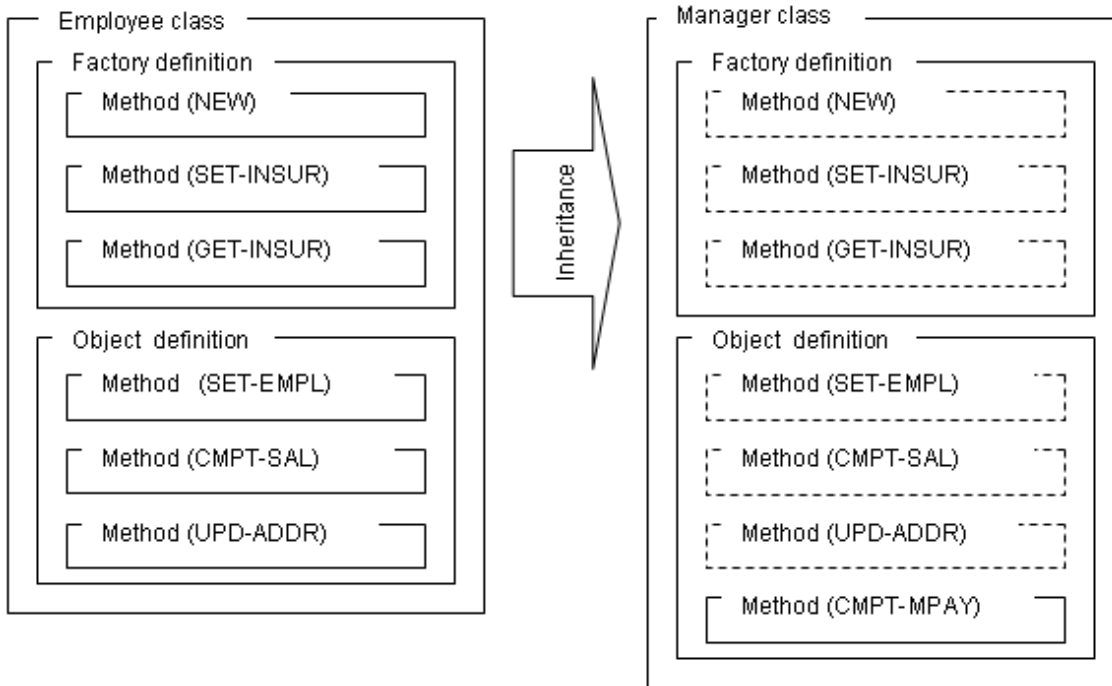 Employee class
Factory definition
Method (NEW)
Method (SET-INSUR)
Method (GET-INSUR)
Object definition
Method (SET-EMPL)
Method (CMPT-SAL)
Method (UPD-ADDR)
Inheritance
Manager class
Factory definition
Method (NEW)
Method (SET-INSUR)
Method (GET-INSUR)
Object definition
Method (SET-EMPL)
Method (CMPT-SAL)
Method (UPD-ADDR)
Method (CMPT-MPAY)